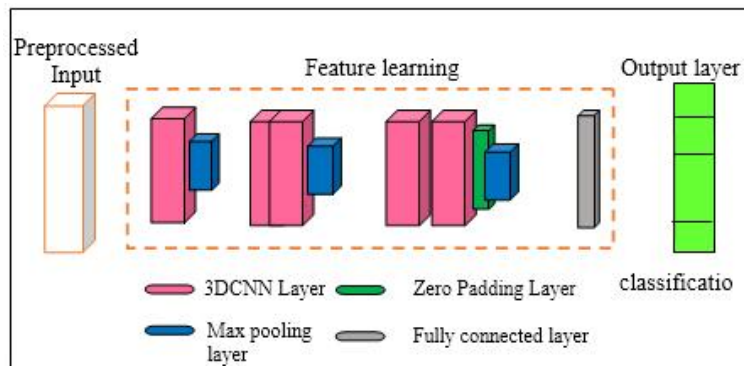 Preprocessed
Input
Feature learning
Output layer
classificatio
3DCNN Layer
Zero Padding Layer
Max pooling
layer
Fully connected layer